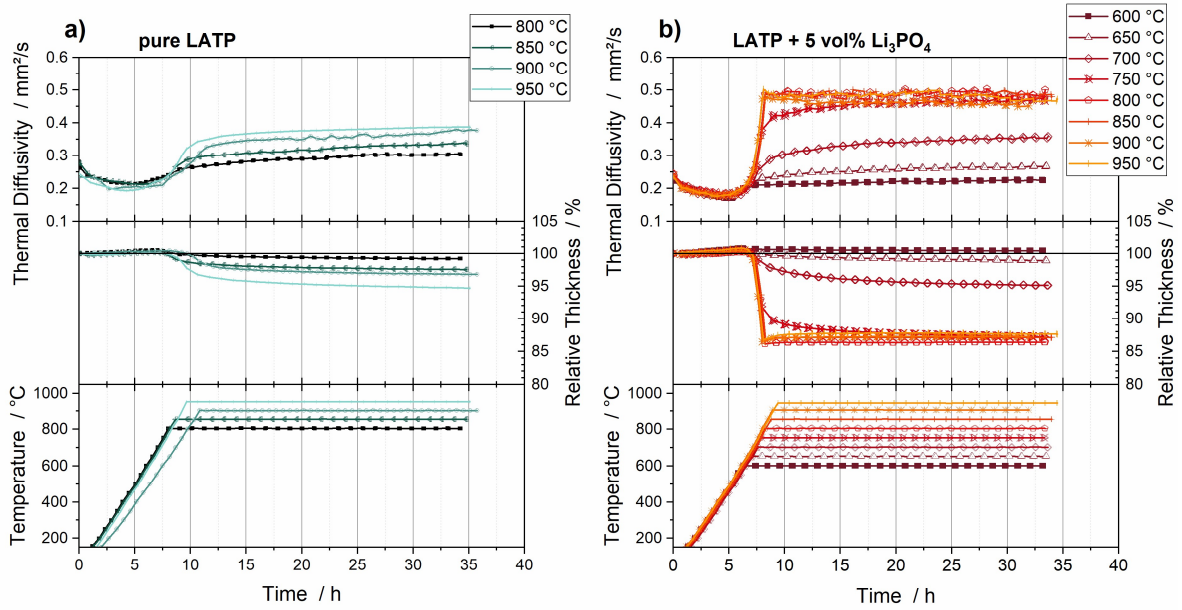 a)
pure LATP
800 °C
850 °C
900 °C
950 °C
Thermal Diffusivity / mm²/s
0.6
0.5
0.4
0.3
0.2
0.1
105
100
95
90
85
80
Relative Thickness / %
Temperature / °C
1000
800
600
400
200
0 5 10 15 20 25 30 35 40
Time / h
b)
LATP + 5 vol% Li₃PO₄
600 °C
650 °C
700 °C
750 °C
800 °C
850 °C
900 °C
950 °C
Thermal Diffusivity / mm²/s
0.6
0.5
0.4
0.3
0.2
0.1
105
100
95
90
85
80
Relative Thickness / %
Temperature / °C
1000
800
600
400
200
0 5 10 15 20 25 30 35 40
Time / h